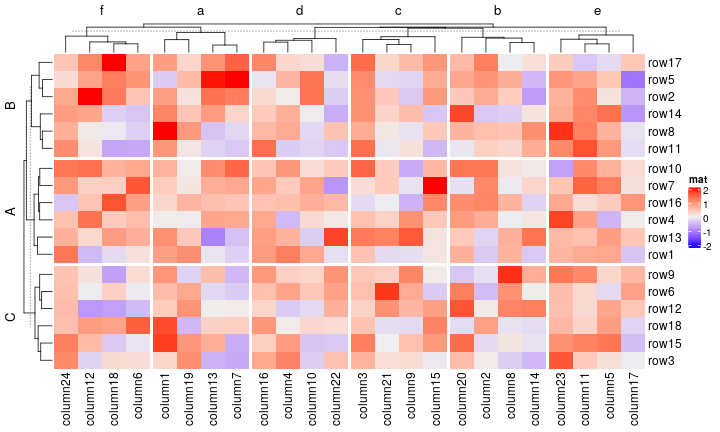 f a d c b e
B
row17
row5
row2
row14
row8
row11
A
row10
row7
row16
row4
row13
row1
C
row9
row6
row12
row18
row15
row3
mat
2
1
0
-1
-2
column24 column12 column18 column6 column1 column19 column13 column7 column16 column4 column10 column22 column3 column21 column9 column15 column20 column2 column8 column14 column23 column11 column5 column17